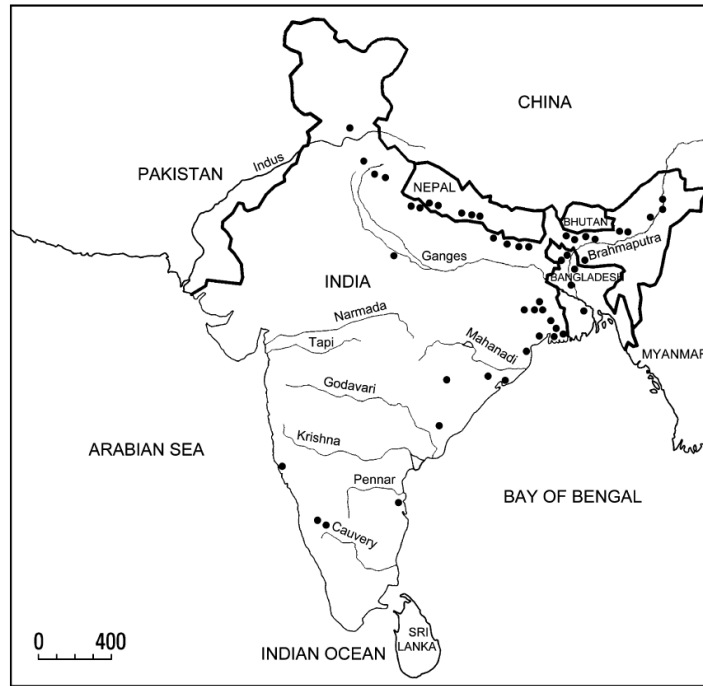 CHINA
PAKISTAN
Indus
NEPAL
BHUTAN
Brahmaputra
Ganges
BANGLADESH
INDIA
Narmada
Tapi
Mahanadi
MYANMAR
Godavari
Krishna
ARABIAN SEA
Pennar
BAY OF BENGAL
Cauvery
0 400
SRI
LANKA
INDIAN OCEAN